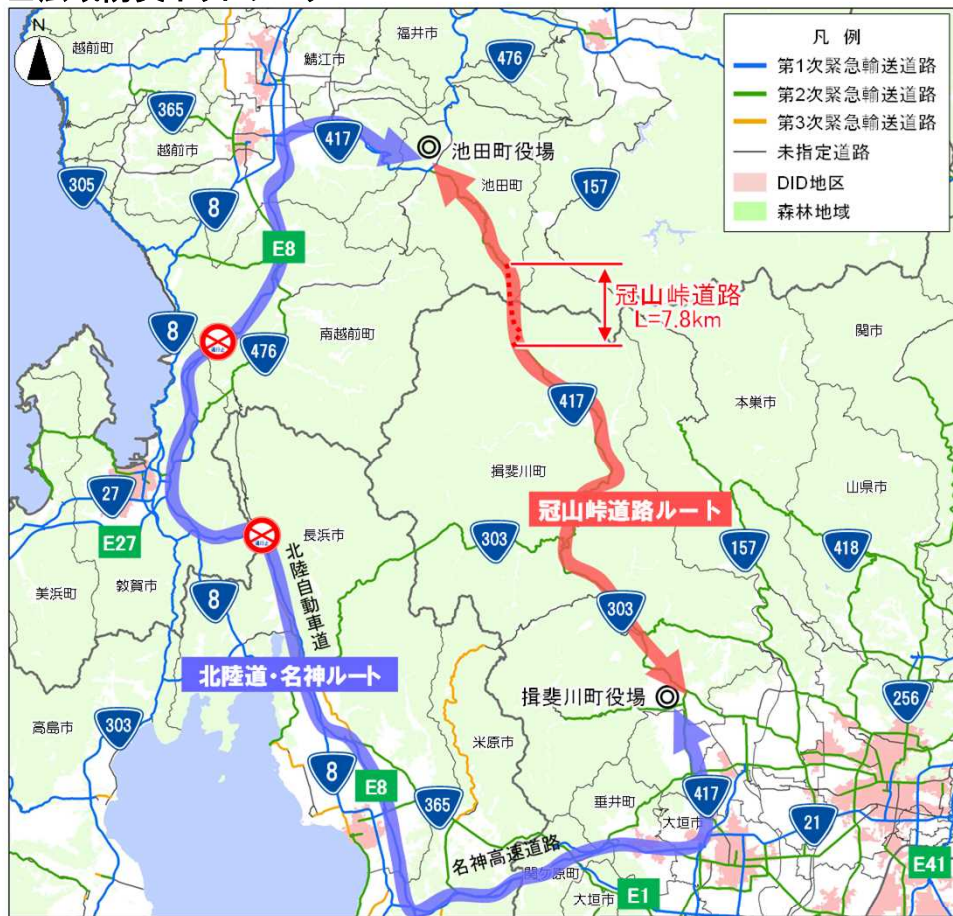 N
越前町
鯖江市
福井市
476
凡 例
第1次緊急輸送道路
第2次緊急輸送道路
第3次緊急輸送道路
未指定道路
DID地区
森林地域
365
越前市
417
池田町役場
池田町
157
305
8
E8
冠山峠道路
L=7.8km
8
476
南越前町
関市
417
本巣市
揖斐川町
山県市
27
E27
長浜市
冠山峠道路ルート
303
157
418
美浜町
敦賀市
8
北陸自動車道
303
北陸道・名神ルート
揖斐川町役場
256
高島市
303
米原市
8
E8
365
垂井町
417
大垣市
21
名神高速道路
関ケ原町
大垣市
E1
E41